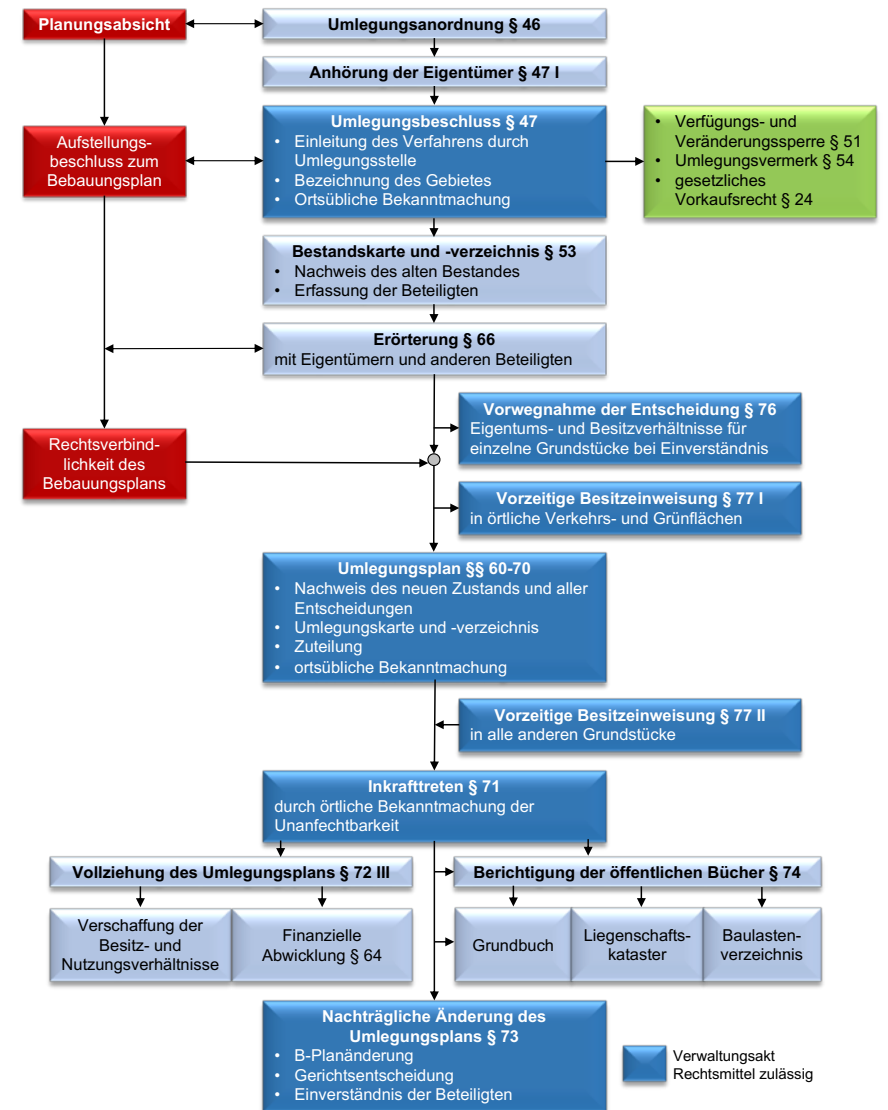 Planungsabsicht
Umlegungsanordnung § 46
Anhörung der Eigentümer § 47 I
Aufstellungs-
beschluss zum
Bebauungsplan
Umlegungsbeschluss § 47
• Einleitung des Verfahrens durch
Umlegungsstelle
• Bezeichnung des Gebietes
• Ortsübliche Bekanntmachung
• Verfügungs- und
Veränderungssperre § 51
• Umlegungsvermerk § 54
• gesetzliches
Vorkaufsrecht § 24
Bestandskarte und -verzeichnis § 53
• Nachweis des alten Bestandes
• Erfassung der Beteiligten
Erörterung § 66
mit Eigentümern und anderen Beteiligten
Vorwegnahme der Entscheidung § 76
Eigentums- und Besitzverhältnisse für
einzelne Grundstücke bei Einverständnis
Rechtsverbind-
lichkeit des
Bebauungsplans
Vorzeitige Besitzeinweisung § 77 I
in örtliche Verkehrs- und Grünflächen
Umlegungsplan §§ 60-70
• Nachweis des neuen Zustands und aller
Entscheidungen
• Umlegungskarte und -verzeichnis
• Zuteilung
• ortsübliche Bekanntmachung
Vorzeitige Besitzeinweisung § 77 II
in alle anderen Grundstücke
Inkrafttreten § 71
durch örtliche Bekanntmachung der
Unanfechtbarkeit
Vollziehung des Umlegungsplans § 72 III
Berichtigung der öffentlichen Bücher § 74
Verschaffung der
Besitz- und
Nutzungsverhältnisse
Finanzielle
Abwicklung § 64
Grundbuch
Liegenschafts-
kataster
Baulasten-
verzeichnis
Nachträgliche Änderung des
Umlegungsplans § 73
• B-Planänderung
• Gerichtsentscheidung
• Einverständnis der Beteiligten
Verwaltungsakt
Rechtsmittel zulässig